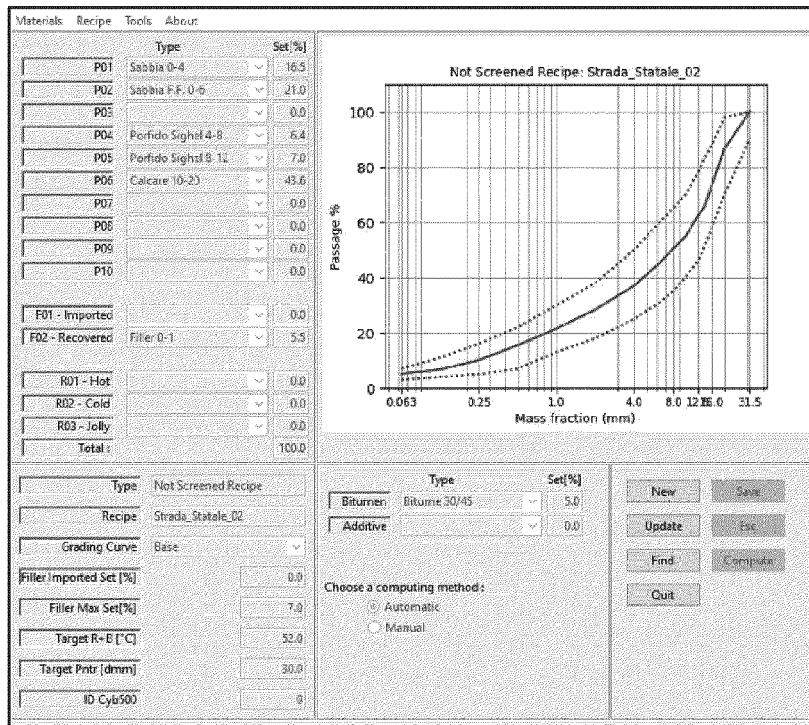 Materials Recipe Tools About
Type Set[%]
P01 Sabbia 0-4 16.5
P02 Sabbia F.F. 0-6 21.0
P03 0.0
P04 Porfido Sighel 4-8 6.4
P05 Porfido Sighel 8-12 7.0
P06 Calcare 10-20 43.6
P07 0.0
P08 0.0
P09 0.0
P10 0.0
F01 - Imported 0.0
F02 - Recovered Filler 0-1 5.5
R01 - Hot 0.0
R02 - Cold 0.0
R03 - Jolly 0.0
Total : 100.0
Not Screened Recipe: Strada_Statale_02
Passage %
100
80
60
40
20
0
0.063 0.25 1.0 4.0 8.0 16.0 31.5
Mass fraction (mm)
Type Not Screened Recipe
Recipe Strada_Statale_02
Grading Curve Base
Filler Imported Set [%] 0.0
Filler Max Set[%] 7.0
Target R+B [°C] 52.0
Target Pntr [dmm] 30.0
ID Cyb500 0
Type Set[%]
Bitumen Bitume 30/45 5.0
Additive 0.0
Choose a computing method :
Automatic
Manual
New Save
Update Esc
Find Compute
Quit